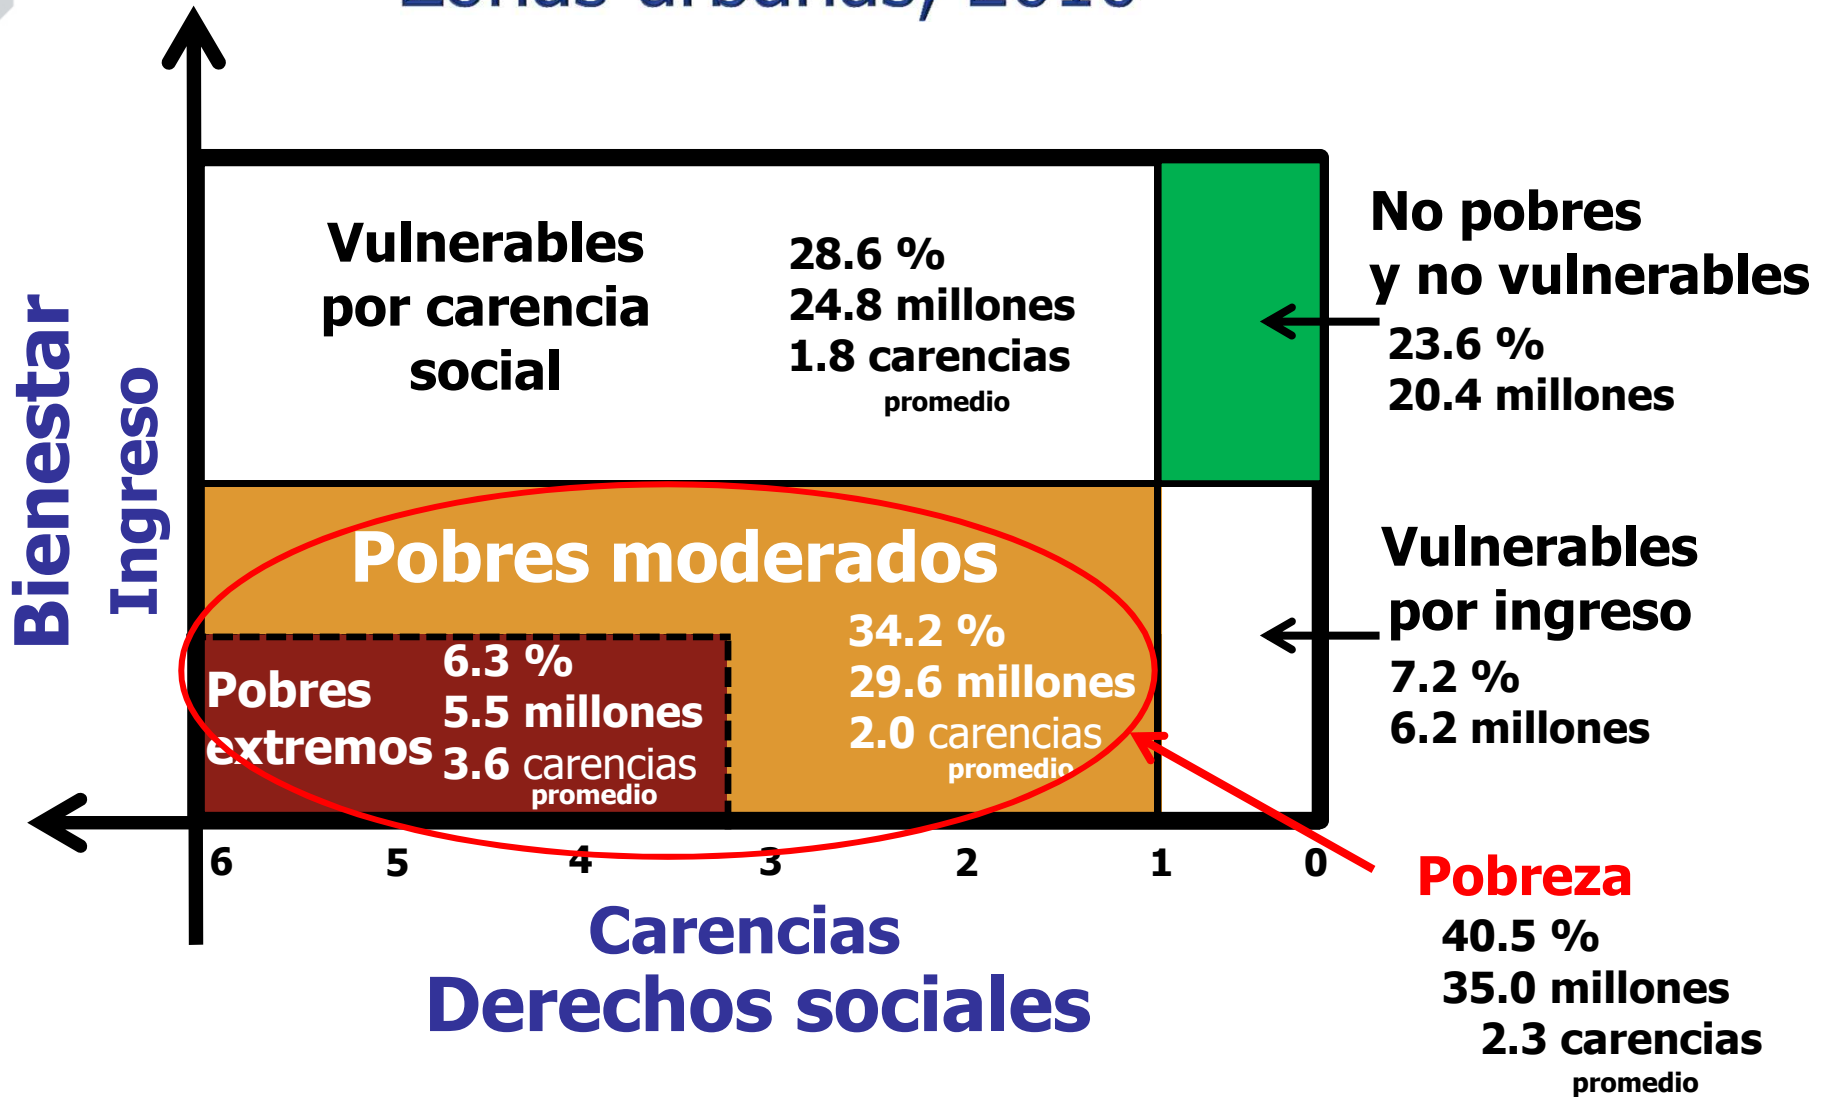 Zonas urbanas, 2010
Bienestar
Ingreso
Vulnerables
por carencia
social
28.6 %
24.8 millones
1.8 carencias
promedio
No pobres
y no vulnerables
23.6 %
20.4 millones
Pobres moderados
34.2 %
29.6 millones
2.0 carencias
promedio
Pobres
extremos
6.3 %
5.5 millones
3.6 carencias
promedio
Vulnerables
por ingreso
7.2 %
6.2 millones
6 5 4 3 2 1 0
Carencias
Derechos sociales
Pobreza
40.5 %
35.0 millones
2.3 carencias
promedio